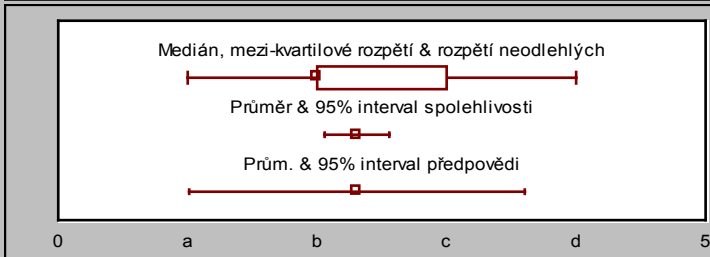 Medián, mezi-kvartilové rozpětí & rozpětí neodlehlých
Průměr & 95% interval spolehlivosti
Prům. & 95% interval předpovědi
0 a b c d 5